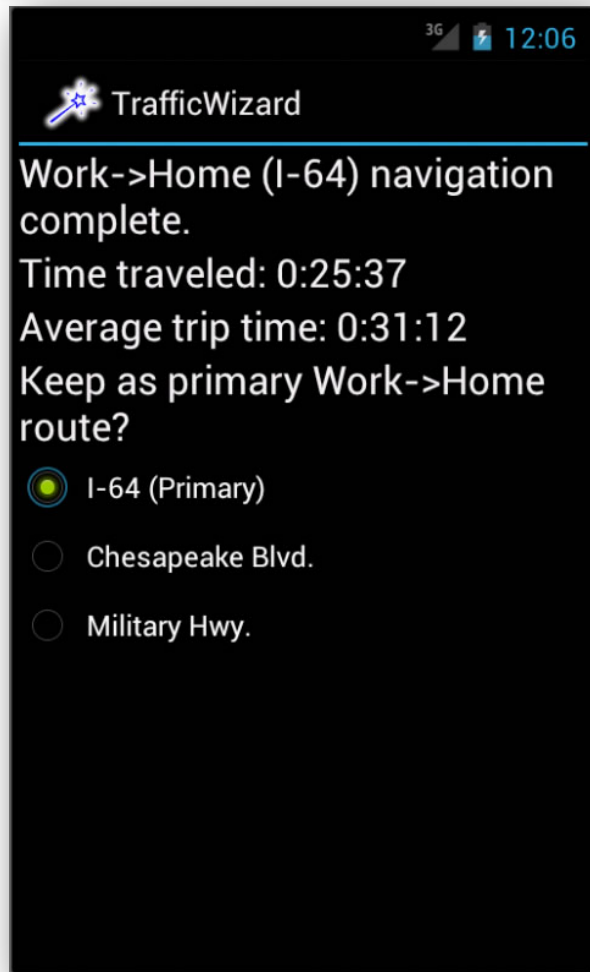 3G 12:06
TrafficWizard
Work->Home (I-64) navigation
complete.
Time traveled: 0:25:37
Average trip time: 0:31:12
Keep as primary Work->Home
route?
I-64 (Primary)
Chesapeake Blvd.
Military Hwy.